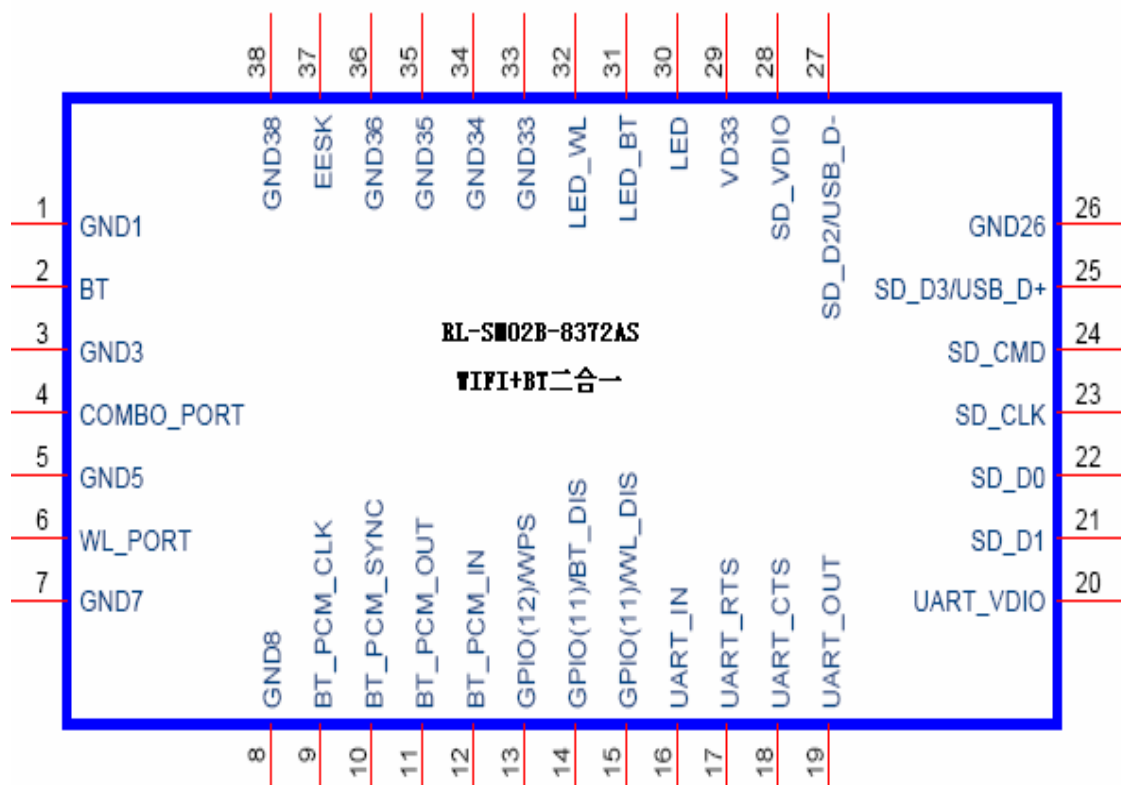 38 37 36 35 34 33 32 31 30 29 28 27
GND38 EESK GND36 GND35 GND34 GND33 LED_WL LED_BT LED VD33 SD_VDIO SD_D2/USB_D-
1 GND1 GND26 26
2 BT SD_D3/USB_D+ 25
3 GND3 SD_CMD 24
RL-SM02B-8372AS
WIFI+BT二合一
4 COMBO_PORT SD_CLK 23
5 GND5 SD_D0 22
6 WL_PORT SD_D1 21
7 GND7 UART_VDIO 20
GND8 BT_PCM_CLK BT_PCM_SYNC BT_PCM_OUT BT_PCM_IN GPIO(12)/WPS GPIO(11)/BT_DIS GPIO(11)/WL_DIS UART_IN UART_RTS UART_CTS UART_OUT
8 9 10 11 12 13 14 15 16 17 18 19